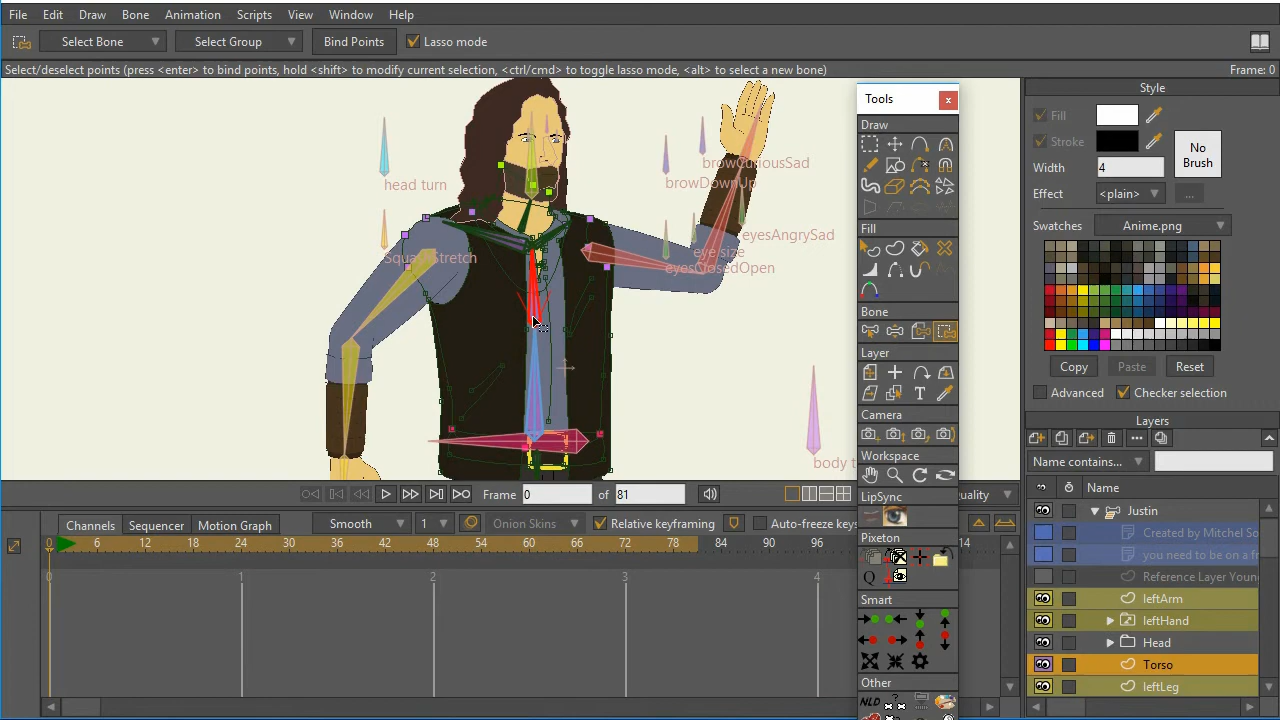 File Edit Draw Bone Animation Scripts View Window Help
Select Bone Select Group Bind Points Lasso mode
Select/deselect points (press <enter> to bind points, hold <shift> to modify current selection, <ctrl/cmd> to toggle lasso mode, <alt> to select a new bone) Frame: 0
Style
Fill
Stroke
No Brush
Width 4
Effect <plain> ...
Swatches Anime.png
Copy Paste Reset
Advanced Checker selection
Tools x
Draw
Fill
Bone
Layer
Camera
Workspace
LipSync
Pixeton
Smart
Other
NLD
browCuriousSad
browDownUp
head turn
eyesAngrySad
eye size
SquashStretch
eyesClosedOpen
body t
Layers
Name contains...
Name
Justin
Created by Mitchel So
you need to be on a fr
Reference Layer Youn
leftArm
leftHand
Head
Torso
leftLeg
Frame 0 of 81 uality
Channels Sequencer Motion Graph Smooth 1 Onion Skins Relative keyframing Auto-freeze keys
0 6 12 18 24 30 36 42 48 54 60 66 72 78 84 90 96 14
0 1 2 3 4